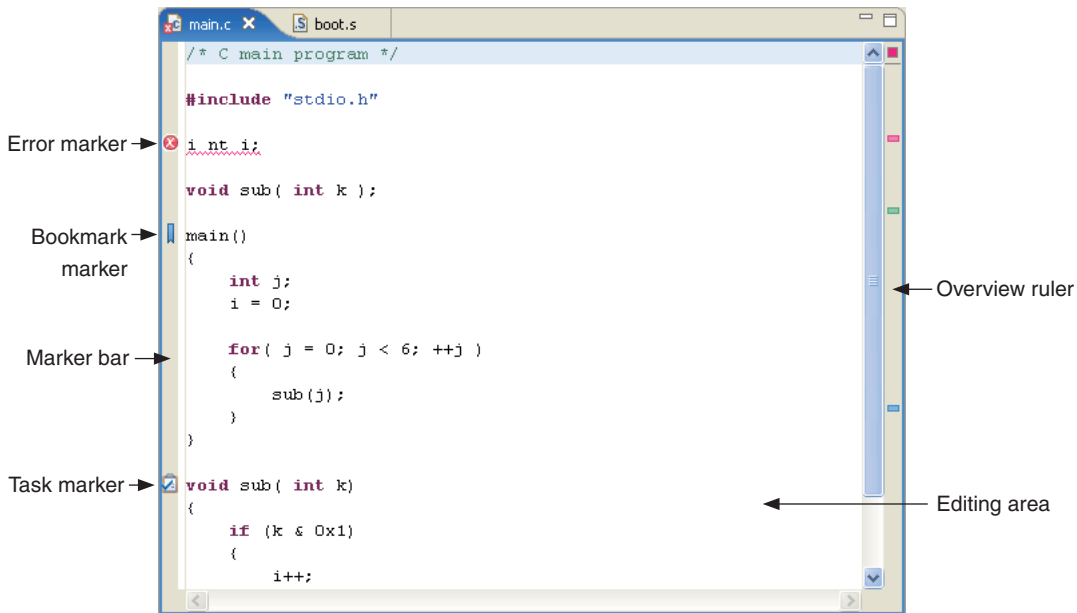 main.c
boot.s
/* C main program */
#include "stdio.h"
Error marker
i nt i;
void sub( int k );
Bookmark
marker
main()
{
int j;
i = 0;
Overview ruler
Marker bar
for( j = 0; j < 6; ++j )
{
sub(j);
}
}
Task marker
void sub( int k)
{
Editing area
if (k & 0x1)
{
i++;